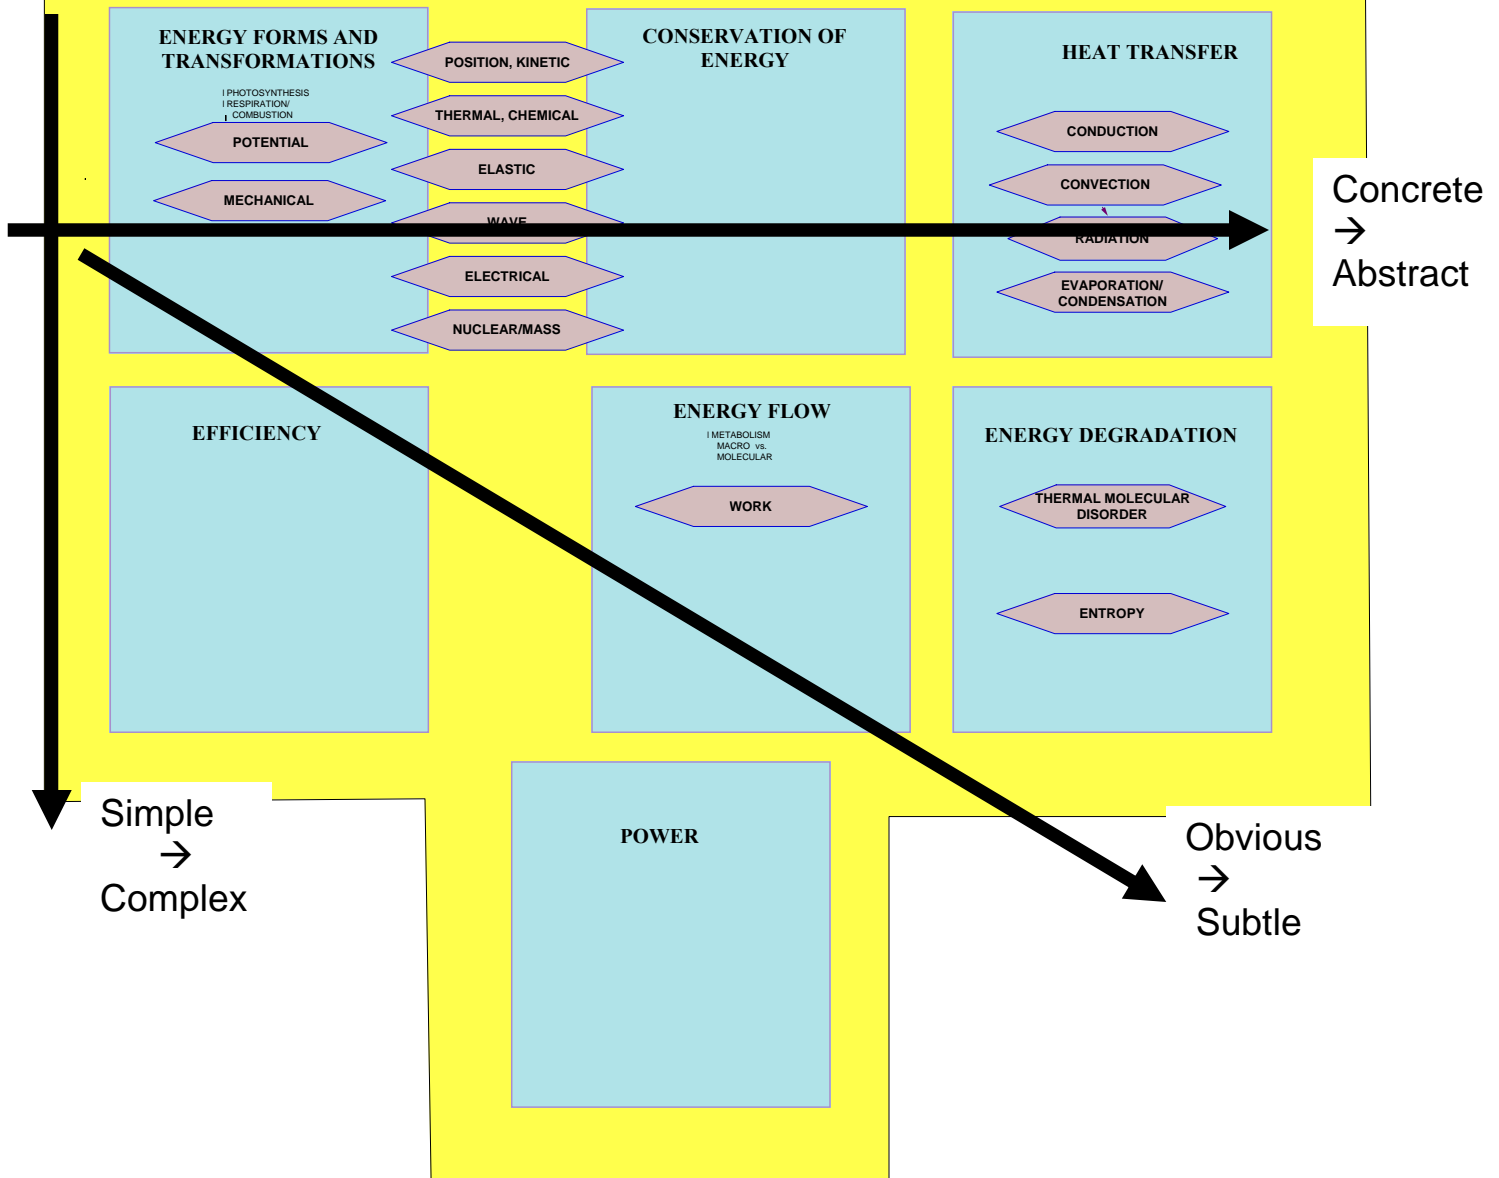 ENERGY FORMS AND
TRANSFORMATIONS
l PHOTOSYNTHESIS
l RESPIRATION/
COMBUSTION
POTENTIAL
MECHANICAL
POSITION, KINETIC
THERMAL, CHEMICAL
ELASTIC
WAVE
ELECTRICAL
NUCLEAR/MASS
CONSERVATION OF
ENERGY
HEAT TRANSFER
CONDUCTION
CONVECTION
RADIATION
EVAPORATION/
CONDENSATION
Concrete
→
Abstract
EFFICIENCY
ENERGY FLOW
l METABOLISM
MACRO vs.
MOLECULAR
WORK
ENERGY DEGRADATION
THERMAL MOLECULAR
DISORDER
ENTROPY
Simple
→
Complex
POWER
Obvious
→
Subtle